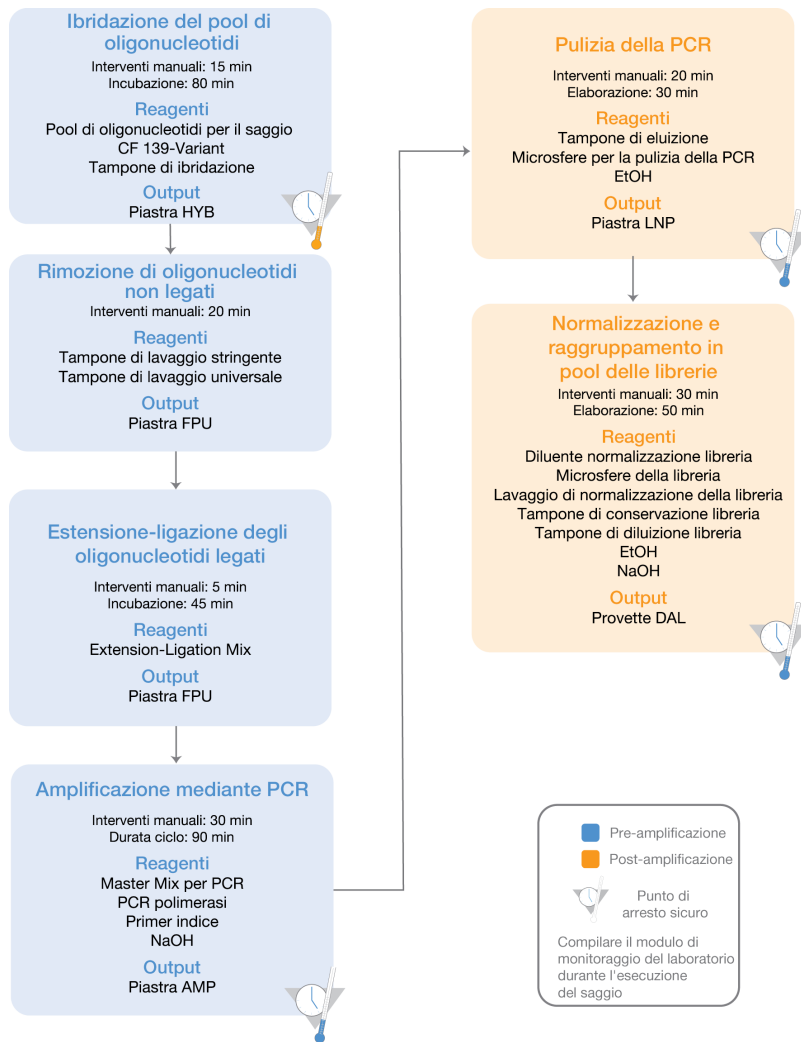 Ibridazione del pool di
oligonucleotidi
Interventi manuali: 15 min
Incubazione: 80 min
Reagenti
Pool di oligonucleotidi per il saggio
CF 139-Variant
Tampone di ibridazione
Output
Piastra HYB
Rimozione di oligonucleotidi
non legati
Interventi manuali: 20 min
Reagenti
Tampone di lavaggio stringente
Tampone di lavaggio universale
Output
Piastra FPU
Estensione-ligazione degli
oligonucleotidi legati
Interventi manuali: 5 min
Incubazione: 45 min
Reagenti
Extension-Ligation Mix
Output
Piastra FPU
Amplificazione mediante PCR
Interventi manuali: 30 min
Durata ciclo: 90 min
Reagenti
Master Mix per PCR
PCR polimerasi
Primer indice
NaOH
Output
Piastra AMP
Pulizia della PCR
Interventi manuali: 20 min
Elaborazione: 30 min
Reagenti
Tampone di eluizione
Microsfere per la pulizia della PCR
EtOH
Output
Piastra LNP
Normalizzazione e
raggruppamento in
pool delle librerie
Interventi manuali: 30 min
Elaborazione: 50 min
Reagenti
Diluente normalizzazione libreria
Microsfere della libreria
Lavaggio di normalizzazione della libreria
Tampone di conservazione libreria
Tampone di diluizione libreria
EtOH
NaOH
Output
Provette DAL
Pre-amplificazione
Post-amplificazione
Punto di
arresto sicuro
Compilare il modulo di
monitoraggio del laboratorio
durante l'esecuzione
del saggio